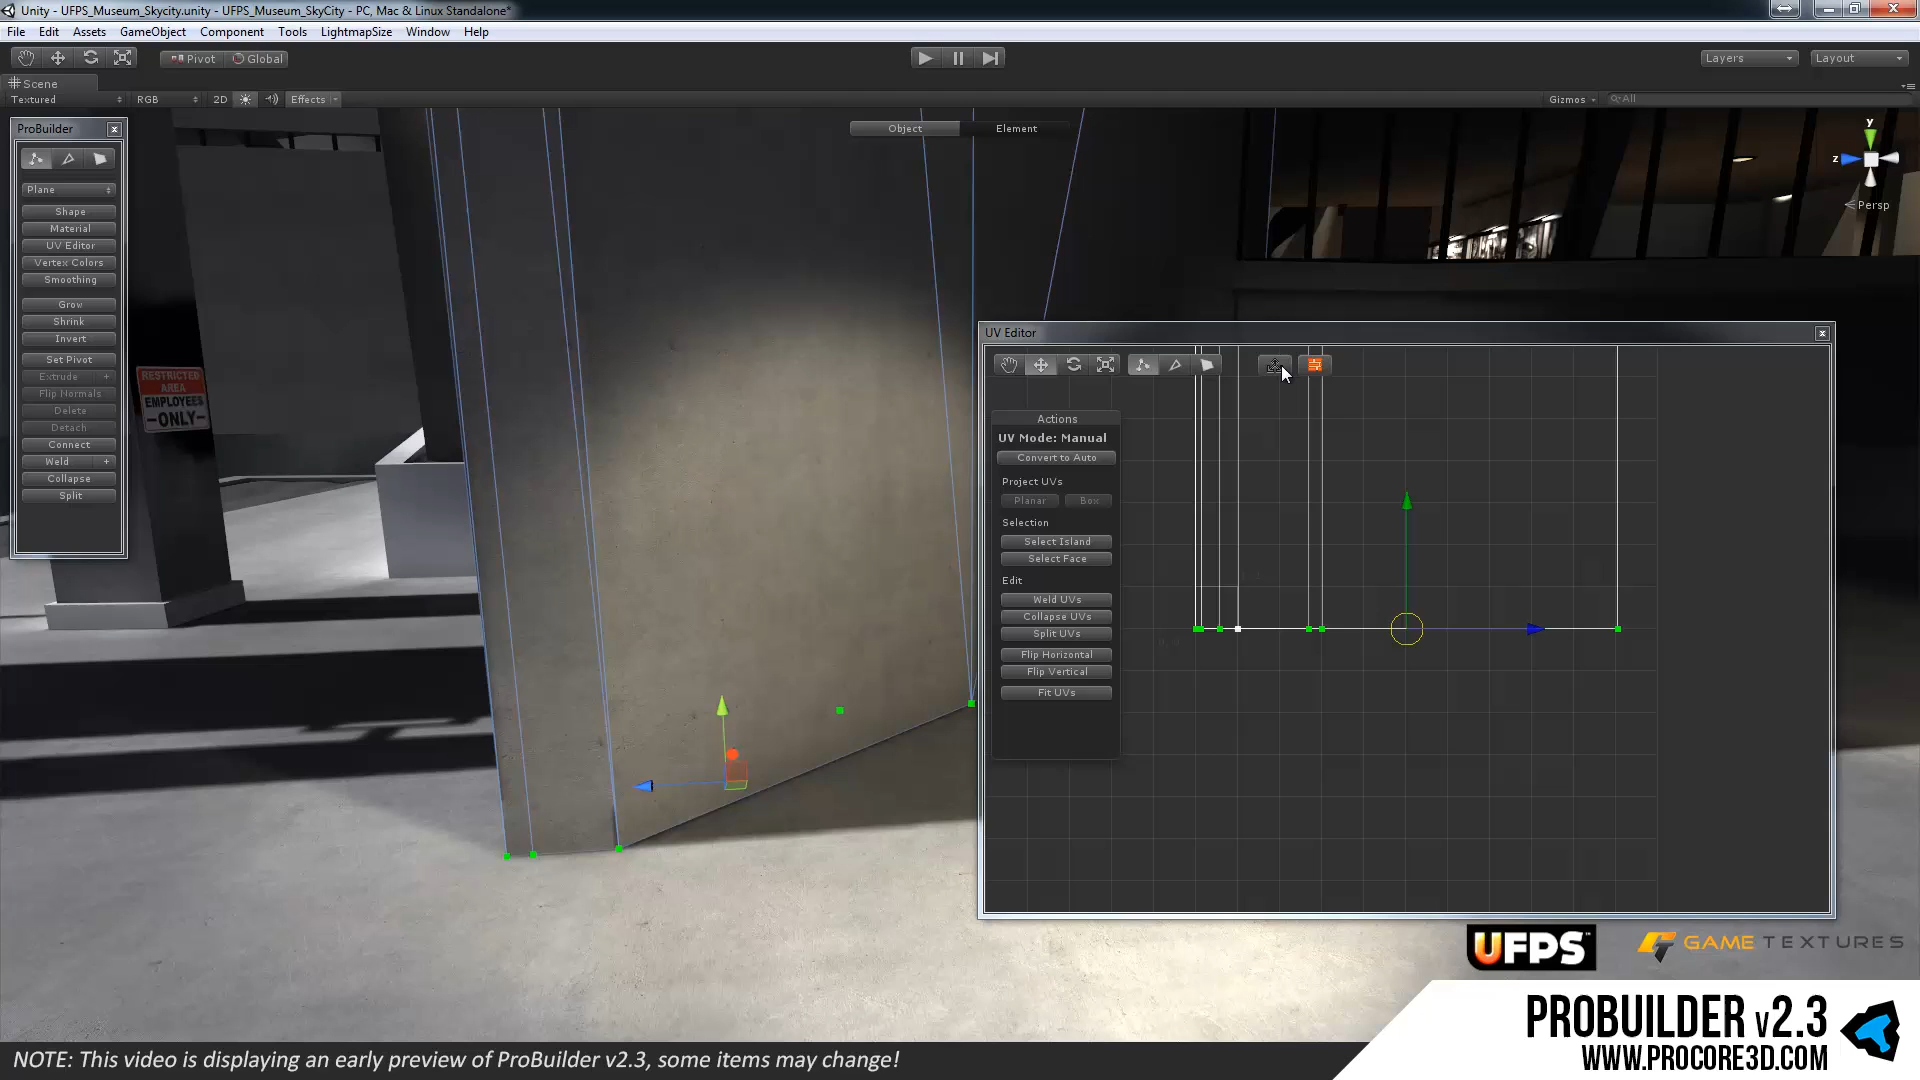 Unity - UFPS_Museum_Skycity.unity - UFPS_Museum_SkyCity - PC, Mac & Linux Standalone*
File Edit Assets GameObject Component Tools LightmapSize Window Help
Pivot Global Layers Layout
Scene
Textured RGB 2D Effects Gizmos All
ProBuilder
Object Element
y
z
Persp
Plane
Shape
Material
UV Editor
Vertex Colors
Smoothing
Grow
Shrink
Invert
Set Pivot
Extrude +
Flip Normals
Delete
Detach
Connect
Weld +
Collapse
Split
RESTRICTED
AREA
EMPLOYEES
-ONLY-
UV Editor
Actions
UV Mode: Manual
Convert to Auto
Project UVs
Planar Box
Selection
Select Island
Select Face
Edit
Weld UVs
Collapse UVs
Split UVs
Flip Horizontal
Flip Vertical
Fit UVs
UFPS™
GAME TEXTURES
PROBUILDER v2.3
WWW.PROCORE3D.COM
NOTE: This video is displaying an early preview of ProBuilder v2.3, some items may change!